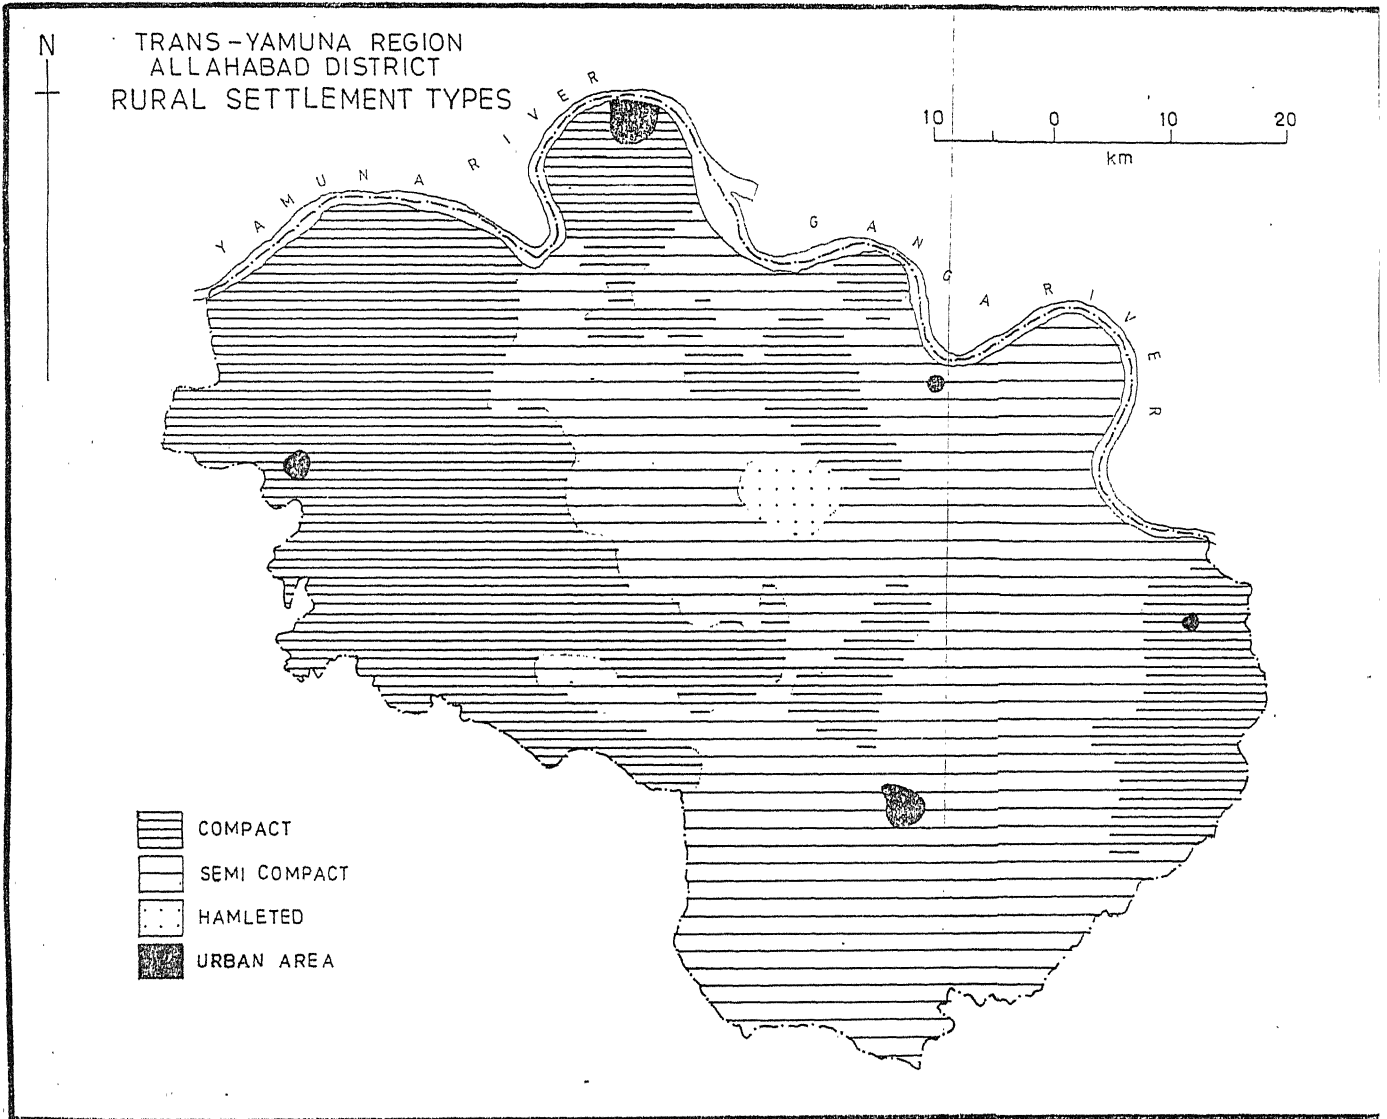 N
TRANS-YAMUNA REGION
ALLAHABAD DISTRICT
RURAL SETTLEMENT TYPES
10 0 10 20
km
YAMUNA RIVER
GANGA RIVER
COMPACT
SEMI COMPACT
HAMLETED
URBAN AREA